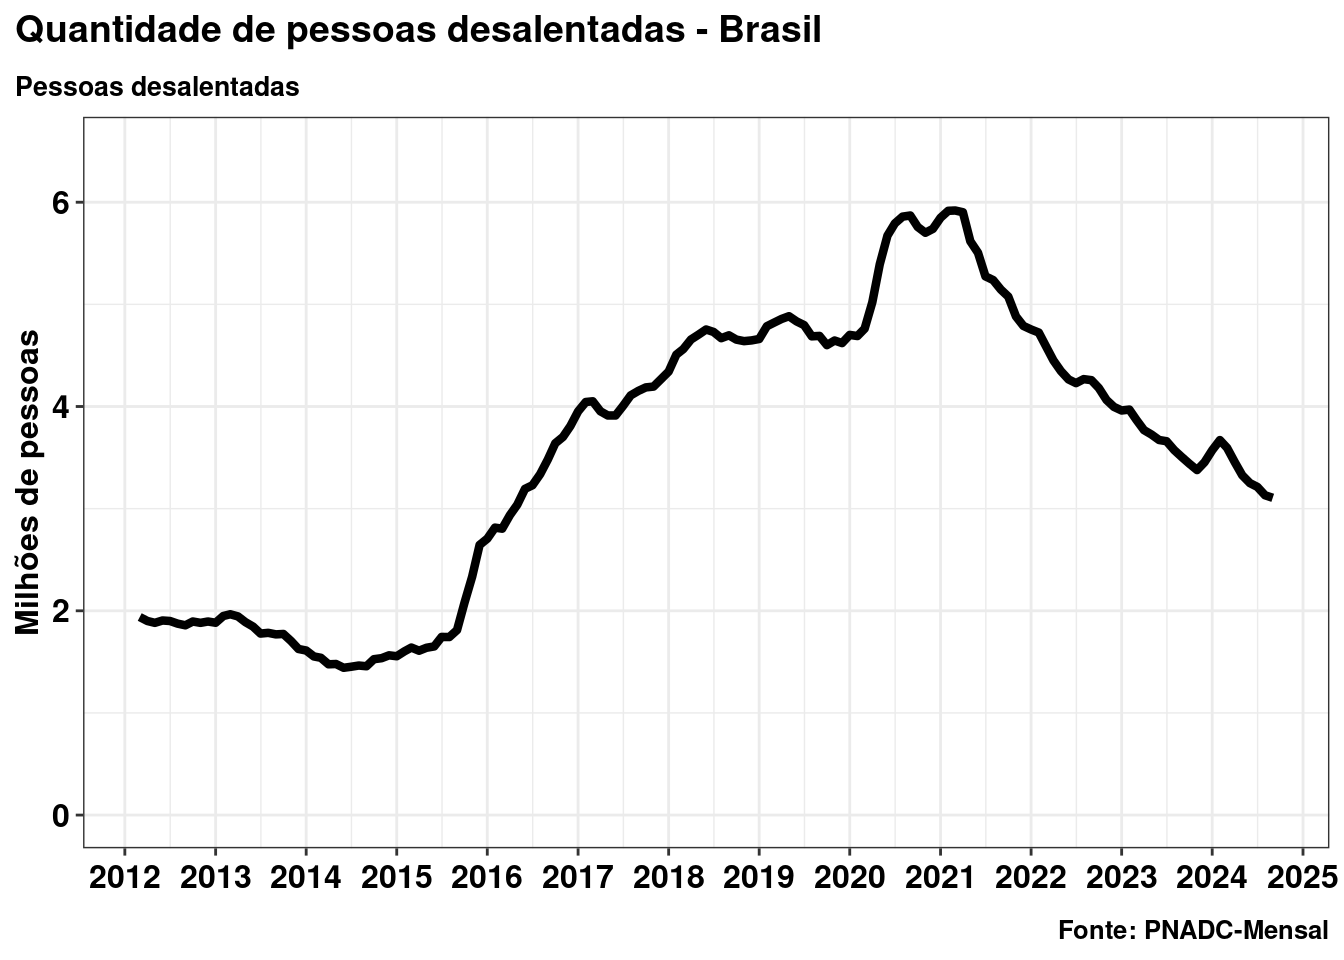 Quantidade de pessoas desalentadas - Brasil
Pessoas desalentadas
Milhões de pessoas
6
4
2
0
2012 2013 2014 2015 2016 2017 2018 2019 2020 2021 2022 2023 2024 2025
Fonte: PNADC-Mensal